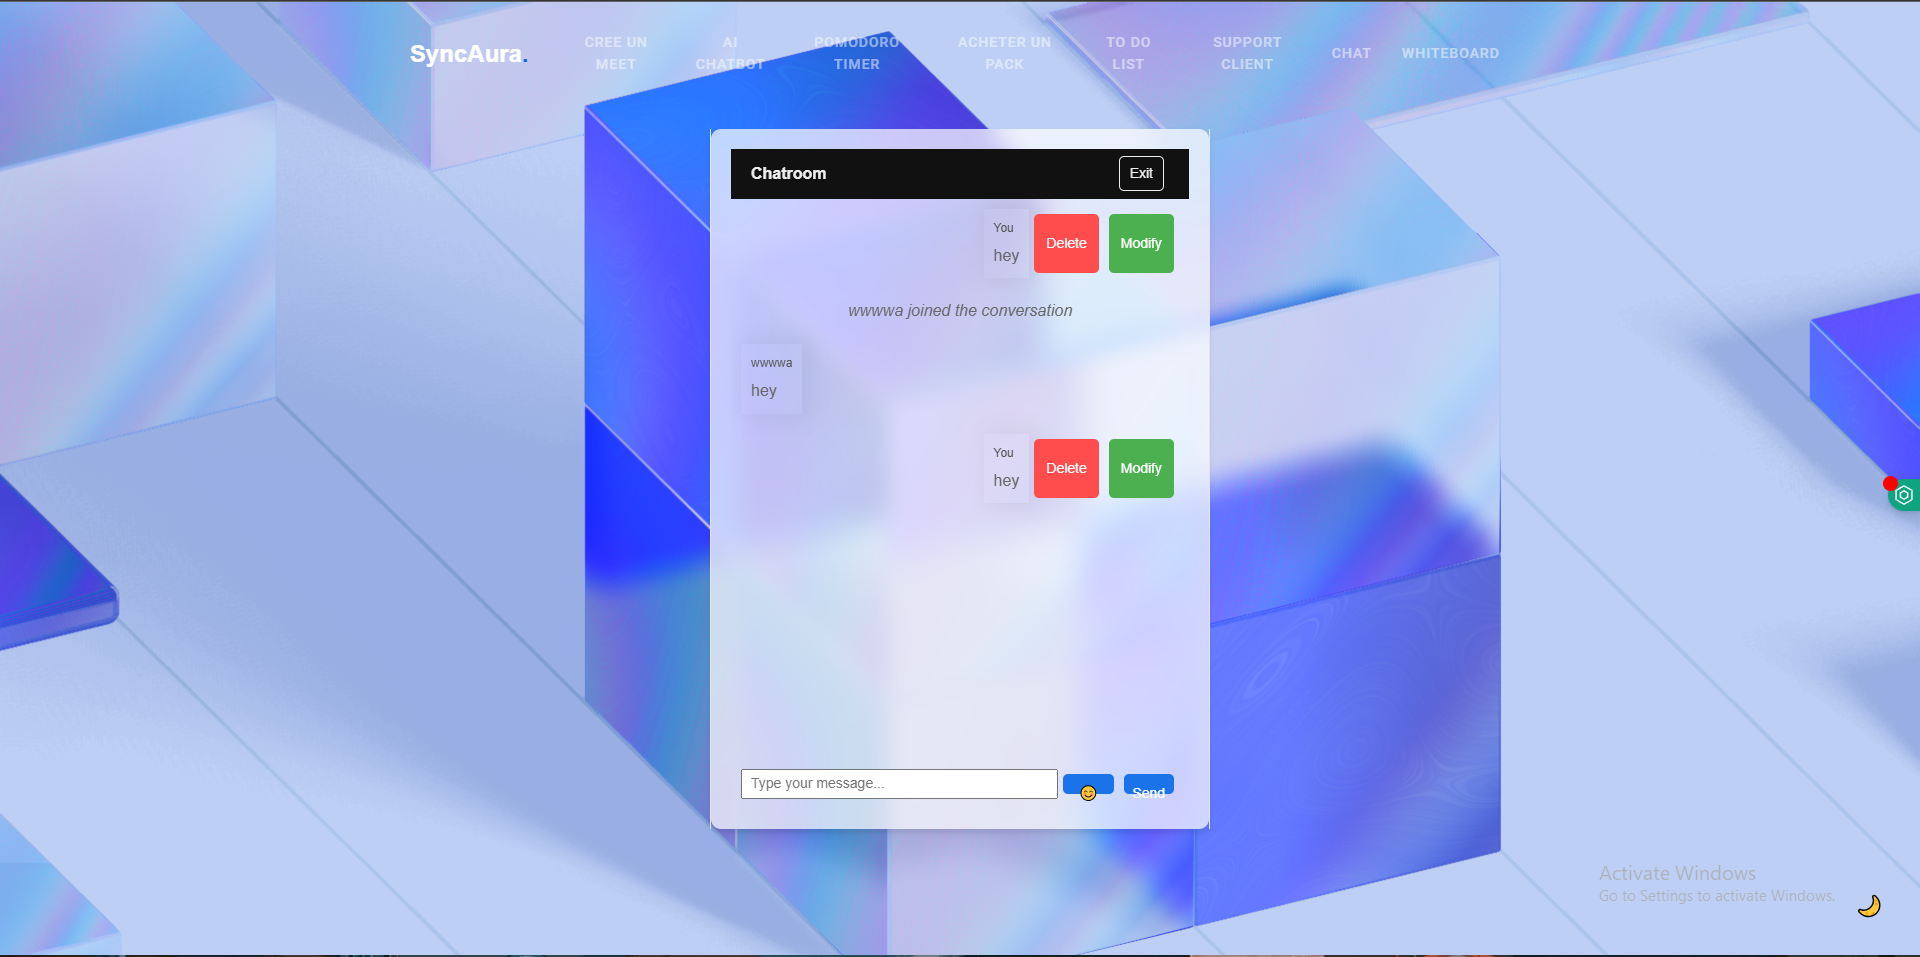 SyncAura.
CREE UN
MEET
AI
CHATBOT
POMODORO
TIMER
ACHETER UN
PACK
TO DO
LIST
SUPPORT
CLIENT
CHAT
WHITEBOARD
Chatroom
Exit
You
hey
Delete
Modify
wwwwa joined the conversation
wwwwa
hey
You
hey
Delete
Modify
Type your message...
😊
Send
Activate Windows
Go to Settings to activate Windows.